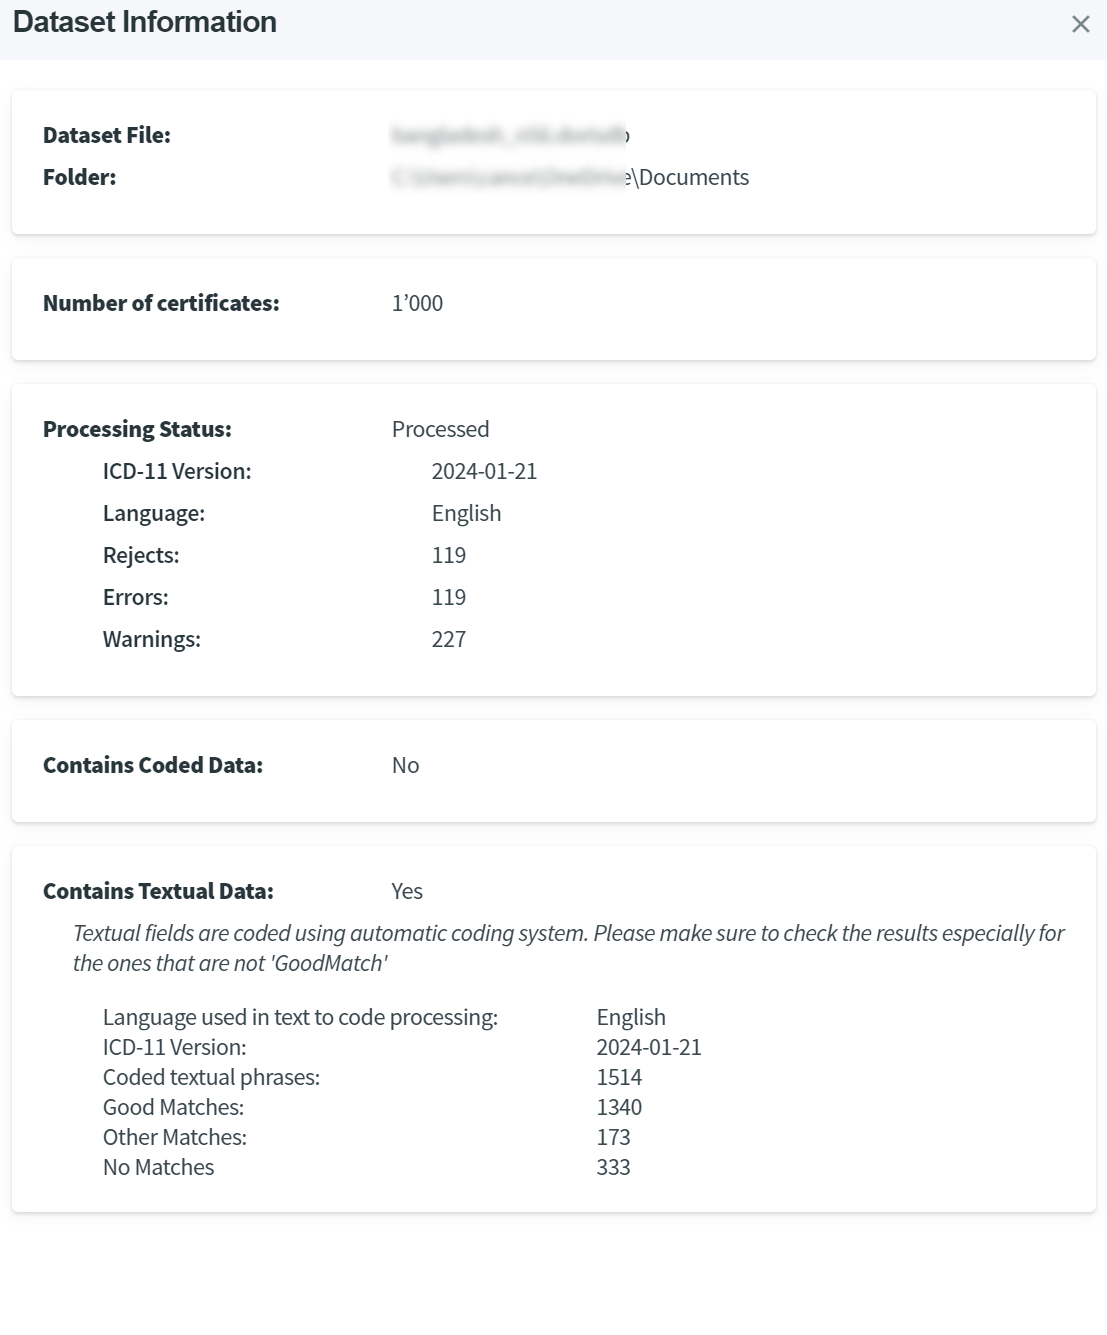 Dataset Information
Dataset File:
Folder: e\Documents
Number of certificates: 1’000
Processing Status: Processed
ICD-11 Version: 2024-01-21
Language: English
Rejects: 119
Errors: 119
Warnings: 227
Contains Coded Data: No
Contains Textual Data: Yes
Textual fields are coded using automatic coding system. Please make sure to check the results especially for
the ones that are not 'GoodMatch'
Language used in text to code processing: English
ICD-11 Version: 2024-01-21
Coded textual phrases: 1514
Good Matches: 1340
Other Matches: 173
No Matches 333